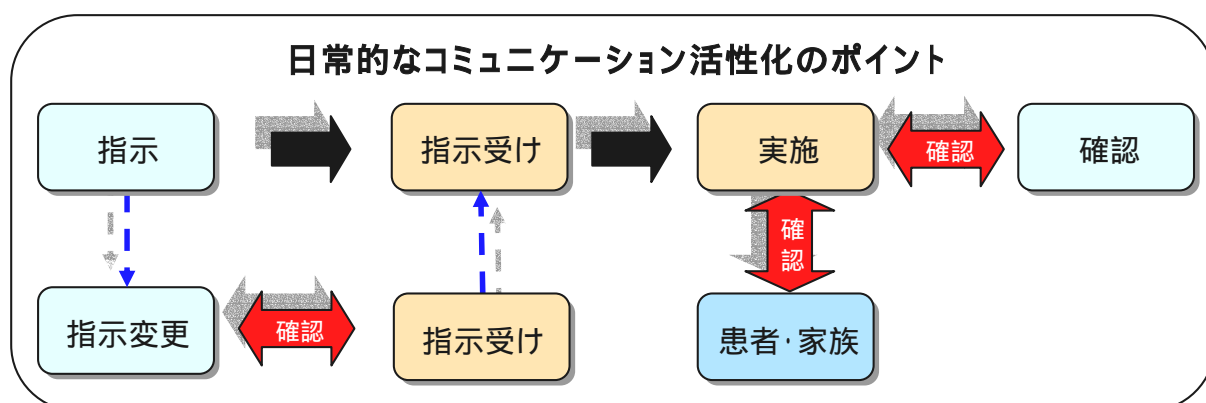 日常的なコミュニケーション活性化のポイント
指示
指示受け
実施
確認
確認
確認
指示変更
確認
指示受け
患者・家族